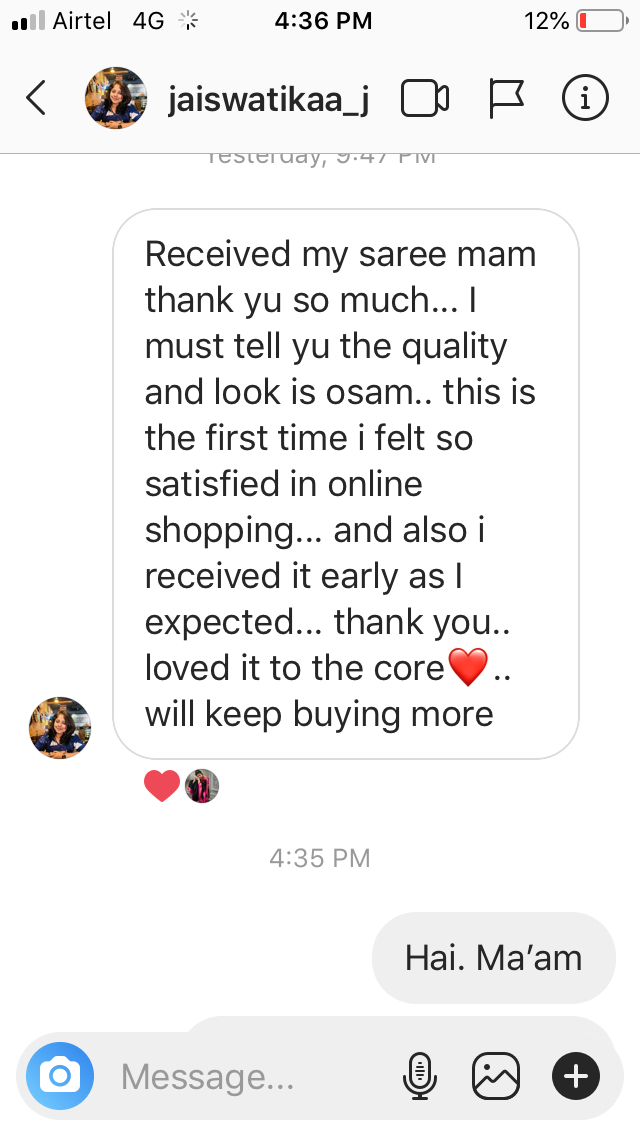 Airtel 4G 4:36 PM 12%
jaiswatikaa_j
Yesterday, 9:47 PM
Received my saree mam
thank yu so much... I
must tell yu the quality
and look is osam.. this is
the first time i felt so
satisfied in online
shopping... and also i
received it early as I
expected... thank you..
loved it to the core❤️..
will keep buying more
4:35 PM
Hai. Ma’am
Message...